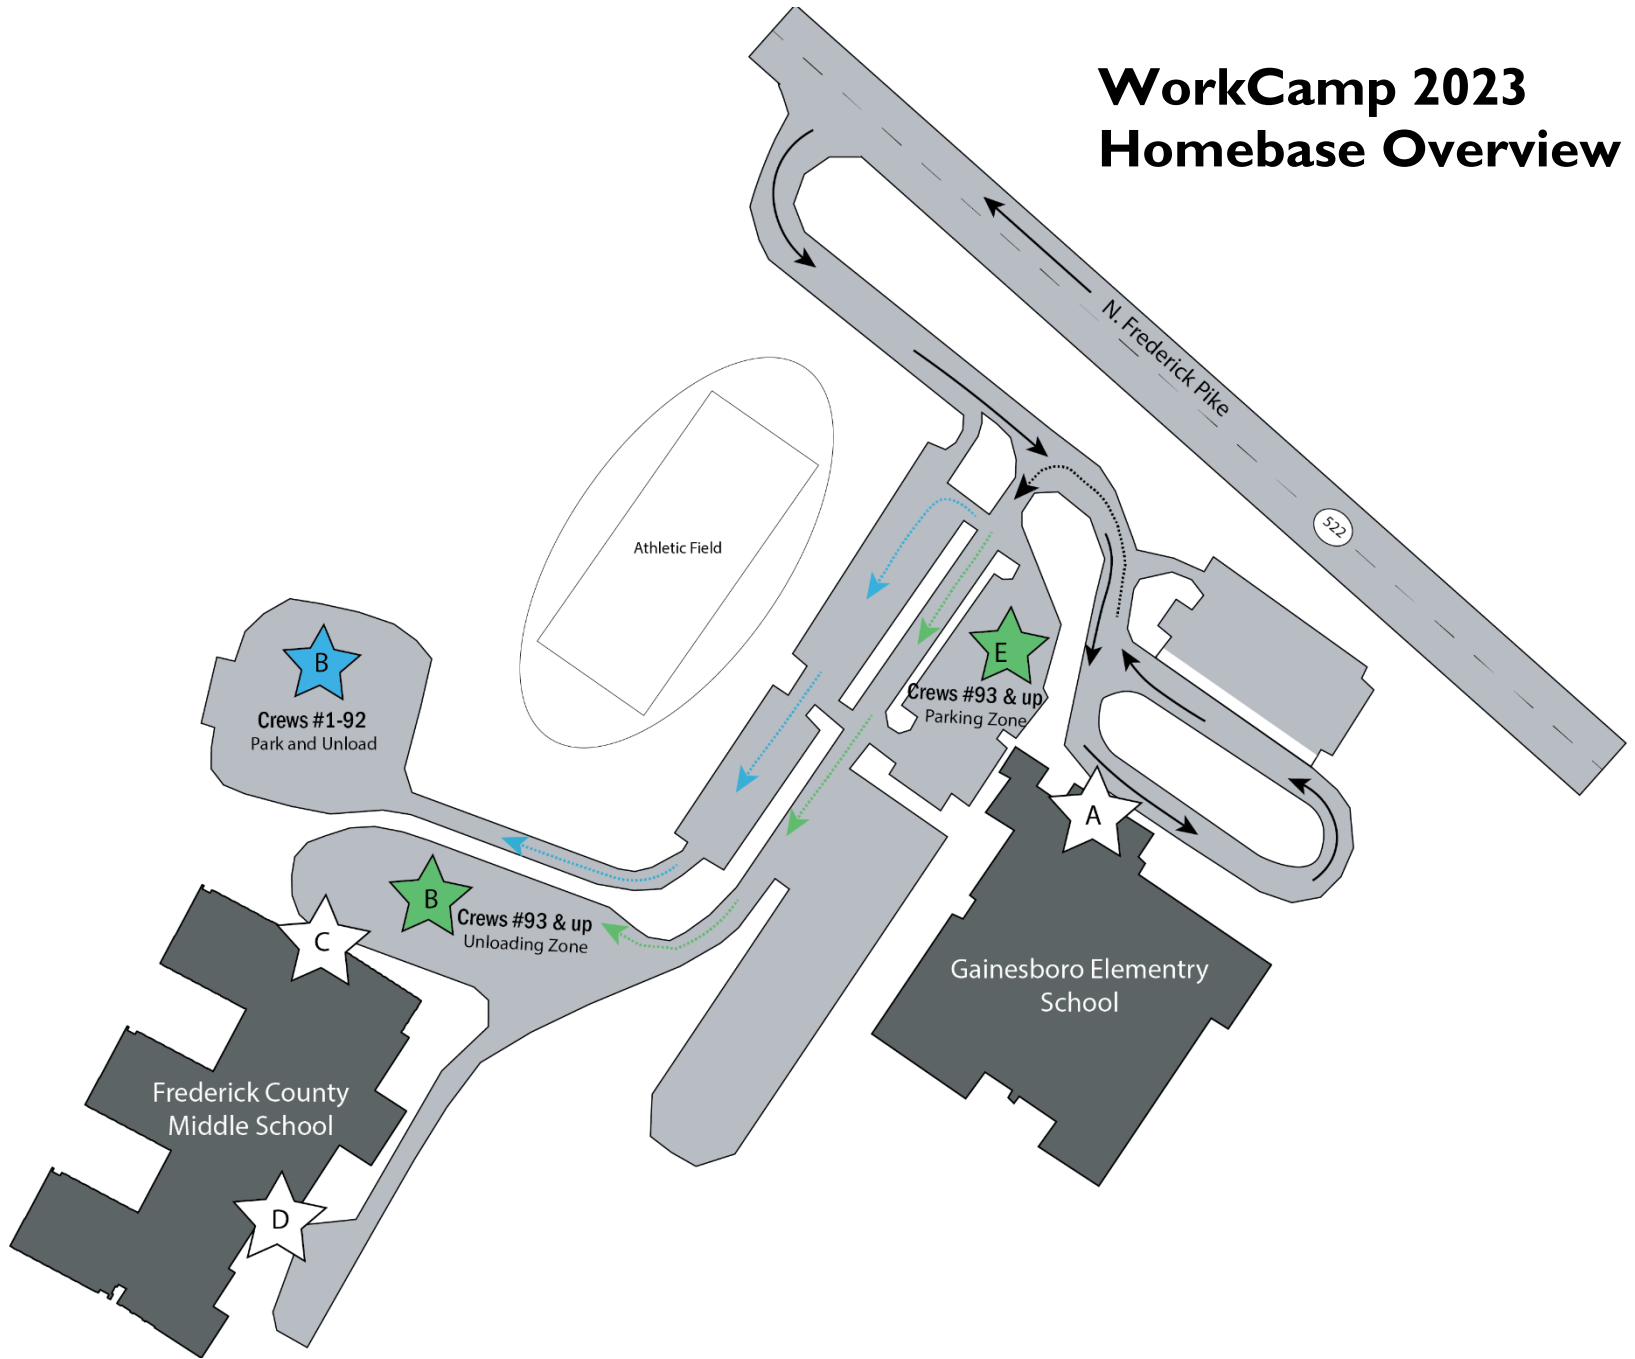 WorkCamp 2023
Homebase Overview
N. Frederick Pike
522
Athletic Field
B
Crews #1-92
Park and Unload
E
Crews #93 & up
Parking Zone
A
B
Crews #93 & up
Unloading Zone
C
Gainesboro Elementry
School
Frederick County
Middle School
D